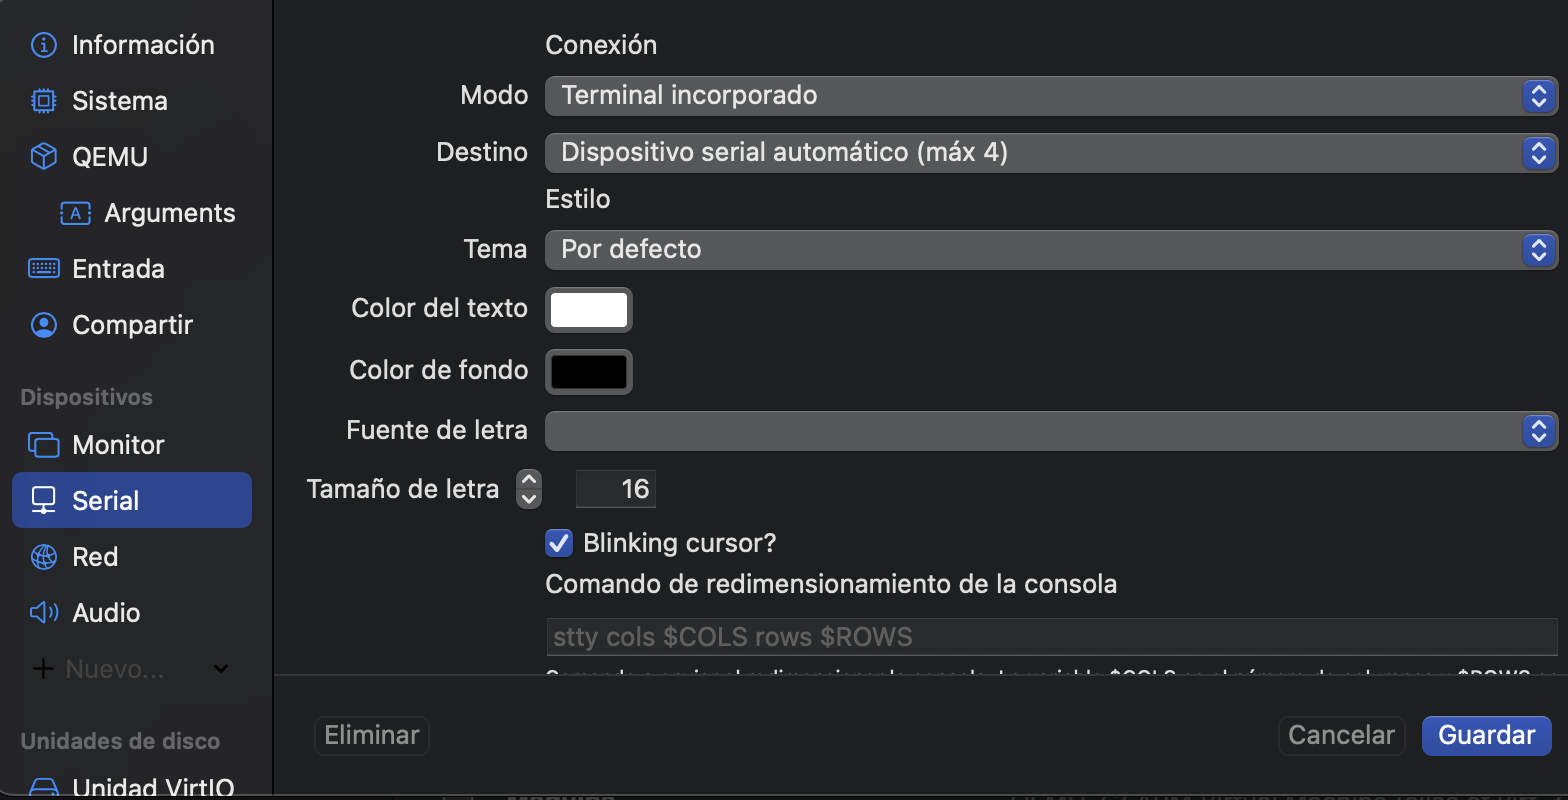 Información
Sistema
QEMU
Arguments
Entrada
Compartir
Dispositivos
Monitor
Serial
Red
Audio
Nuevo...
Unidades de disco
Unidad VirtIO
Conexión
Modo Terminal incorporado
Destino Dispositivo serial automático (máx 4)
Estilo
Tema Por defecto
Color del texto
Color de fondo
Fuente de letra
Tamaño de letra 16
Blinking cursor?
Comando de redimensionamiento de la consola
stty cols $COLS rows $ROWS
Eliminar Cancelar Guardar